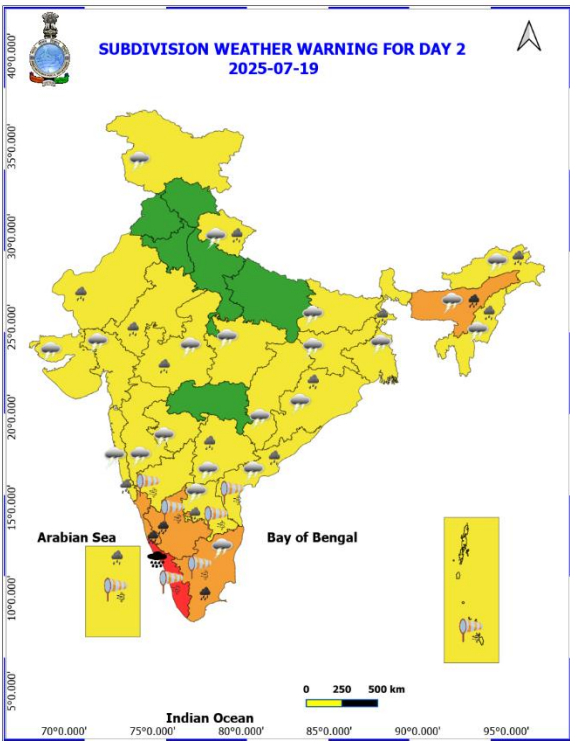 SUBDIVISION WEATHER WARNING FOR DAY 2
2025-07-19
40°0.000'
35°0.000'
30°0.000'
25°0.000'
20°0.000'
15°0.000'
10°0.000'
5°0.000'
Arabian Sea
Bay of Bengal
0 250 500 km
Indian Ocean
70°0.000' 75°0.000' 80°0.000' 85°0.000' 90°0.000' 95°0.000'